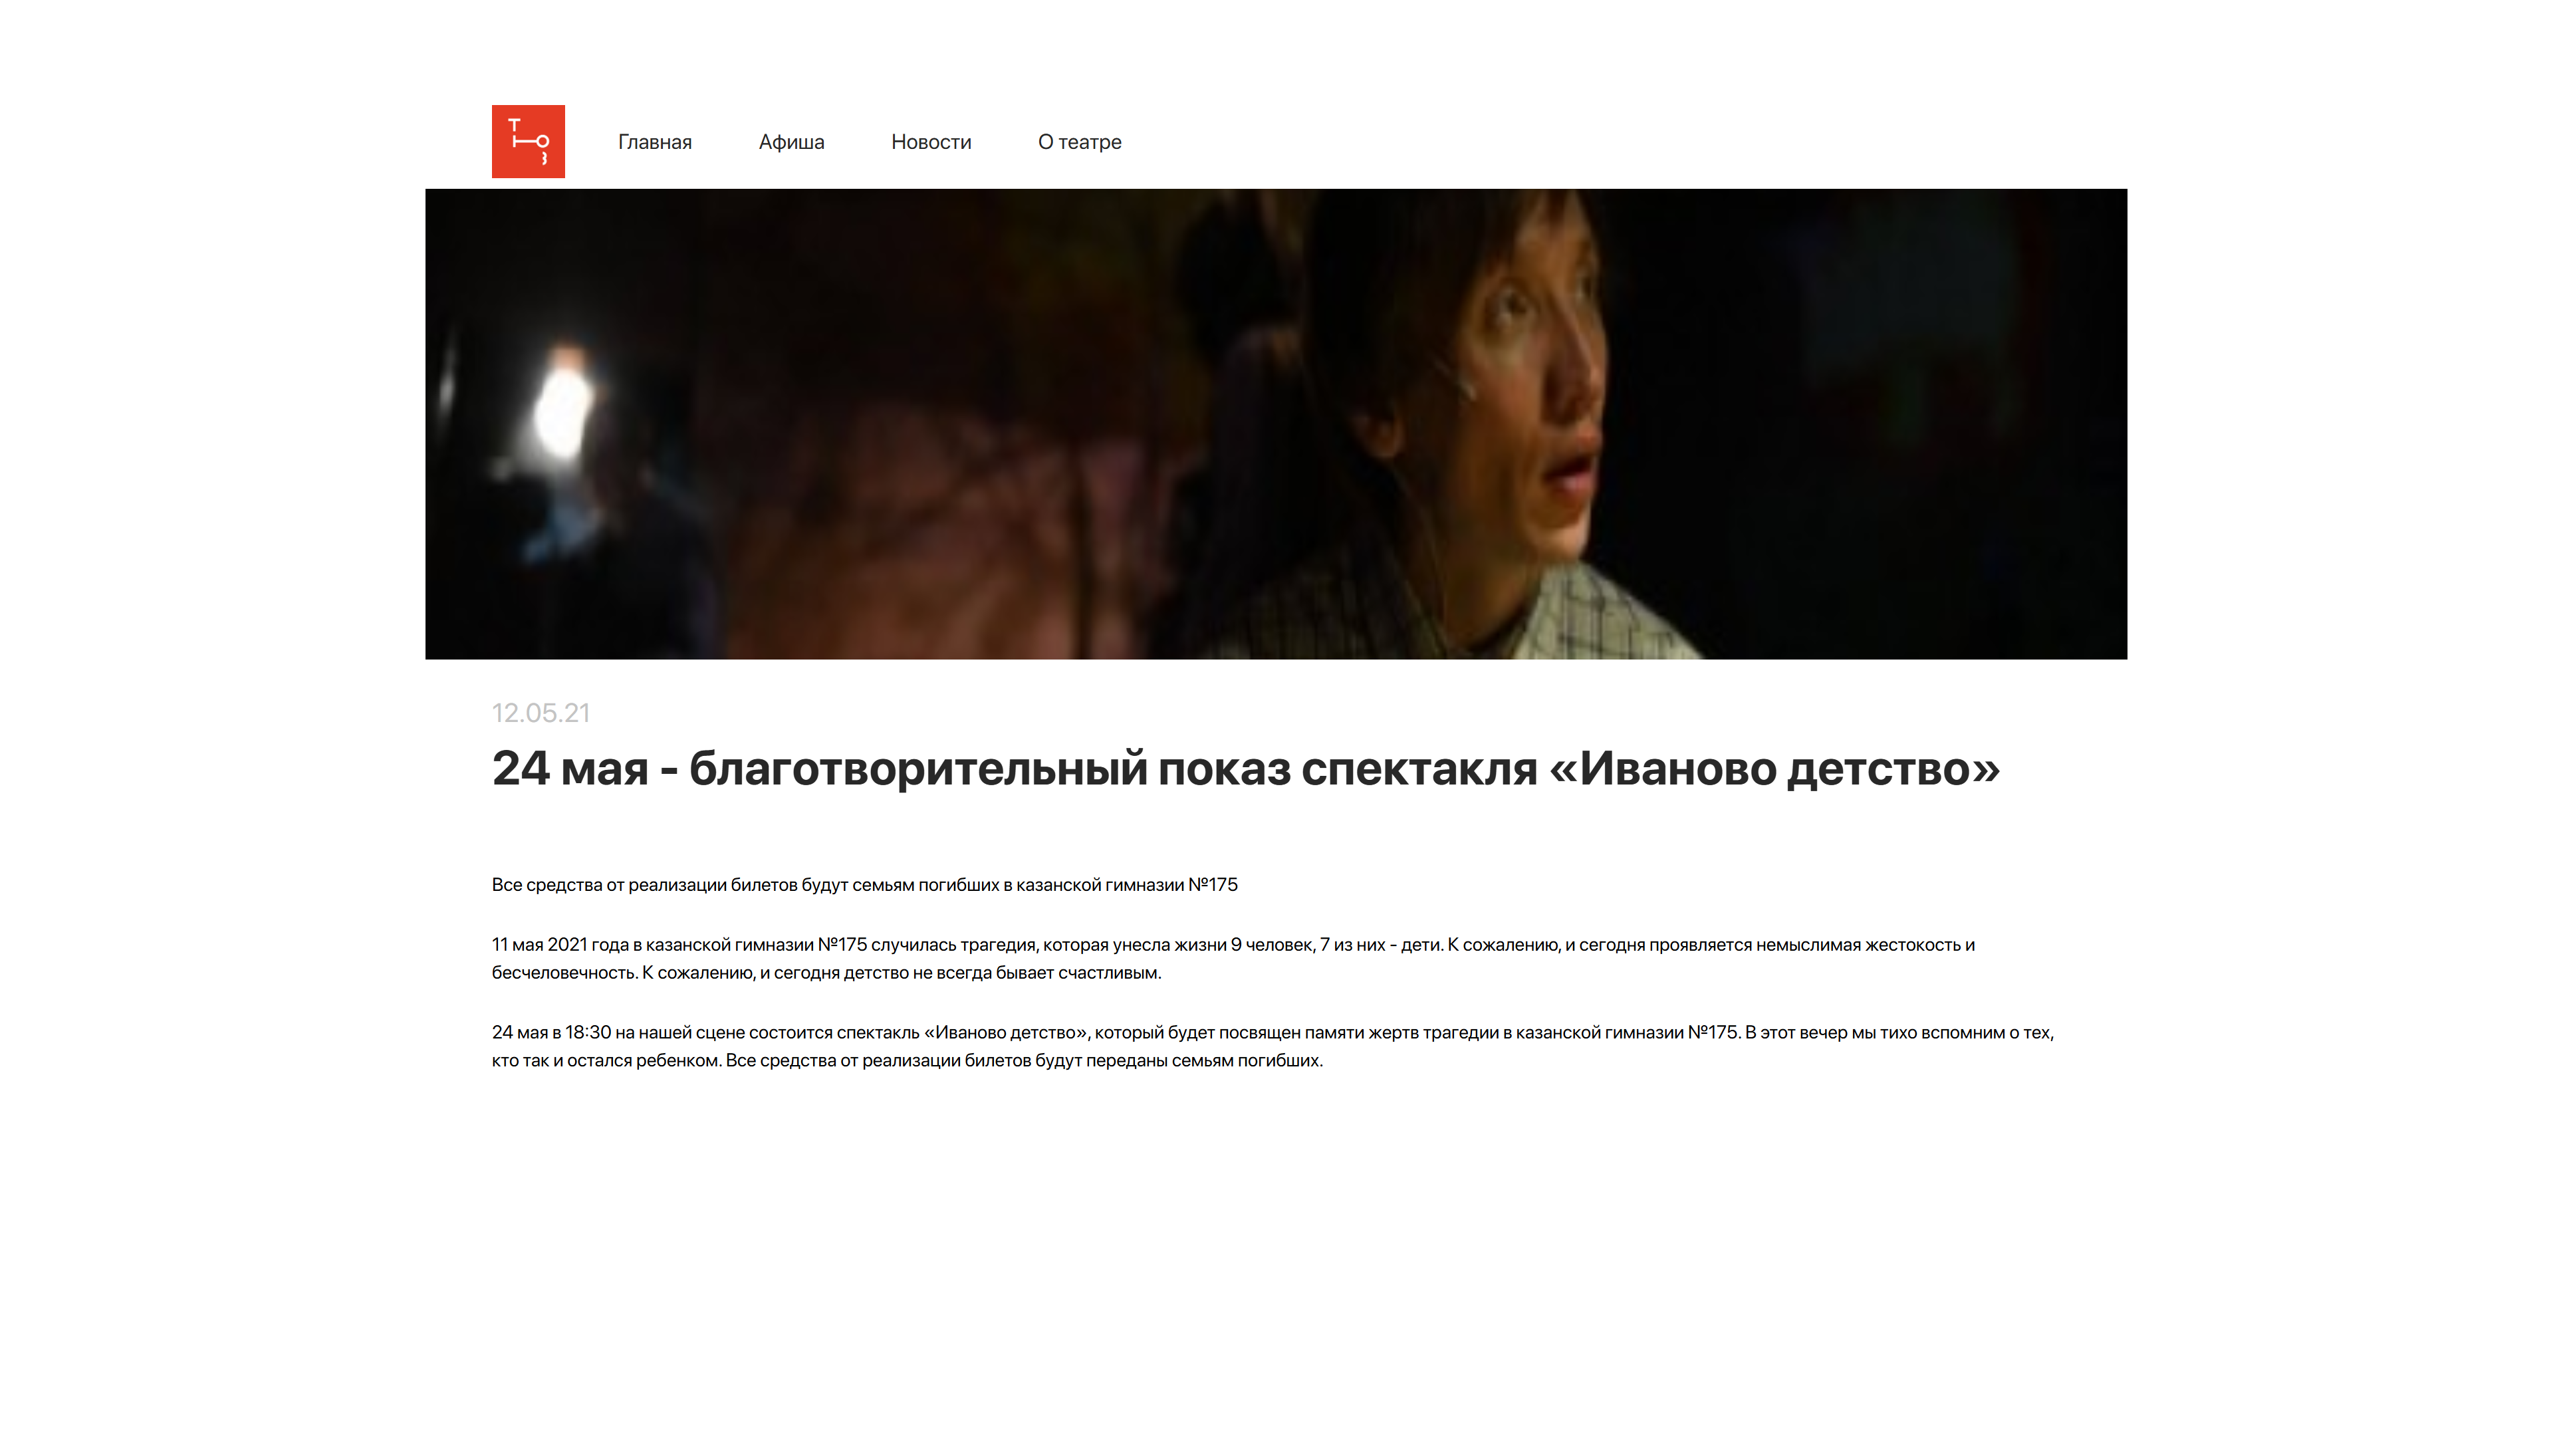 Т
Ю
З
Главная
Афиша
Новости
О театре
12.05.21
24 мая - благотворительный показ спектакля «Иваново детство»
Все средства от реализации билетов будут семьям погибших в казанской гимназии №175
11 мая 2021 года в казанской гимназии №175 случилась трагедия, которая унесла жизни 9 человек, 7 из них - дети. К сожалению, и сегодня проявляется немыслимая жестокость и
бесчеловечность. К сожалению, и сегодня детство не всегда бывает счастливым.
24 мая в 18:30 на нашей сцене состоится спектакль «Иваново детство», который будет посвящен памяти жертв трагедии в казанской гимназии №175. В этот вечер мы тихо вспомним о тех,
кто так и остался ребенком. Все средства от реализации билетов будут переданы семьям погибших.